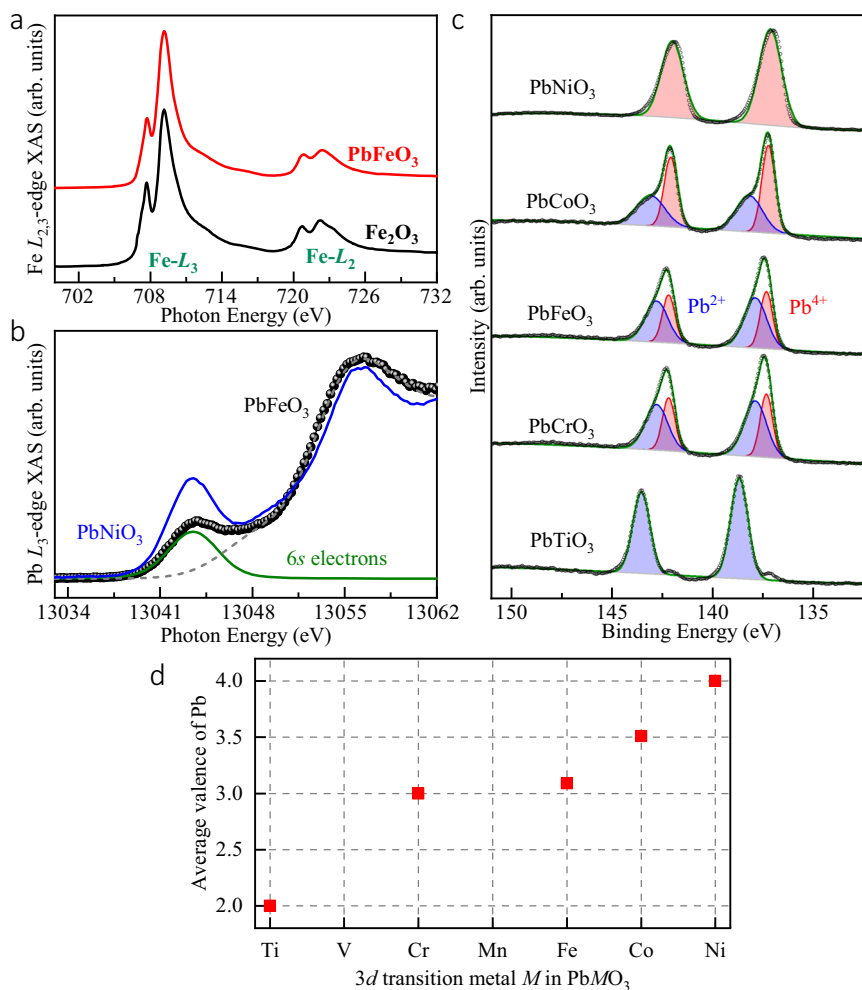 a
Fe L2,3-edge XAS (arb. units)
PbFeO3
Fe2O3
Fe-L3
Fe-L2
702 708 714 720 726 732
Photon Energy (eV)
b
Pb L3-edge XAS (arb. units)
PbFeO3
PbNiO3
6s electrons
13034 13041 13048 13055 13062
Photon Energy (eV)
c
Intensity (arb. units)
PbNiO3
PbCoO3
PbFeO3
Pb2+
Pb4+
PbCrO3
PbTiO3
150 145 140 135
Binding Energy (eV)
d
Average valence of Pb
4.0
3.5
3.0
2.5
2.0
Ti V Cr Mn Fe Co Ni
3d transition metal M in PbMO3